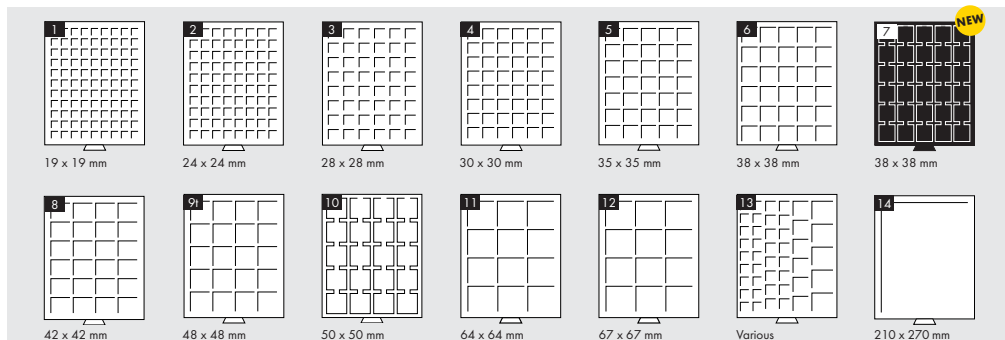 1
2
3
4
5
6
7
NEW
19 x 19 mm
24 x 24 mm
28 x 28 mm
30 x 30 mm
35 x 35 mm
38 x 38 mm
38 x 38 mm
8
9t
10
11
12
13
14
42 x 42 mm
48 x 48 mm
50 x 50 mm
64 x 64 mm
67 x 67 mm
Various
210 x 270 mm